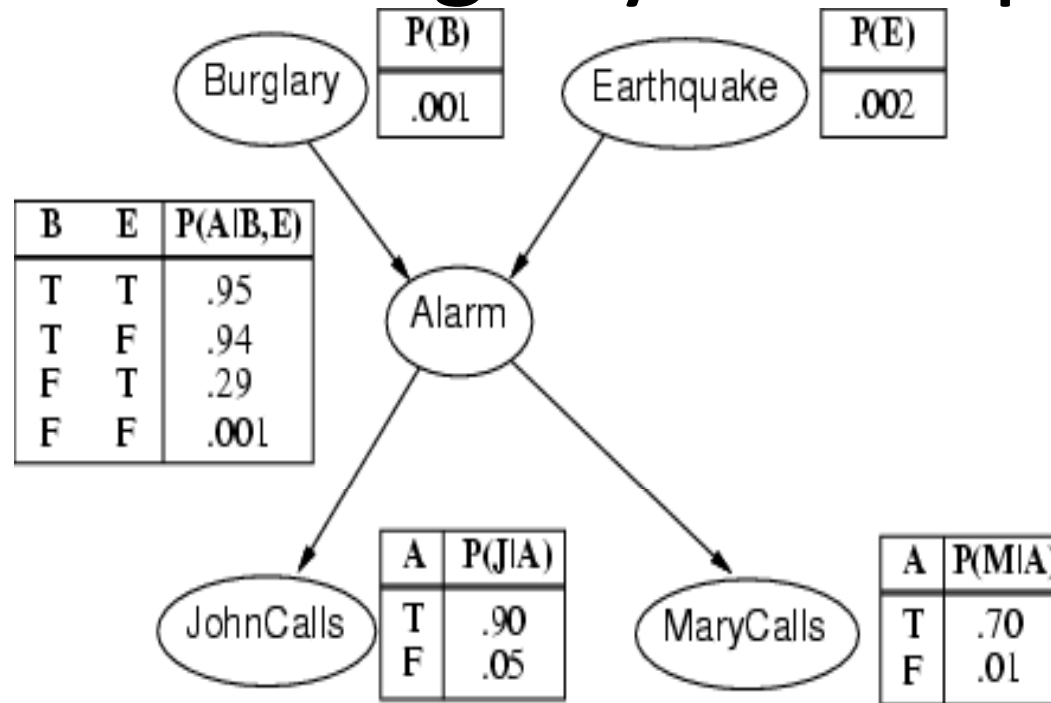 P(B)
.001
Burglary
P(E)
.002
Earthquake
B E P(A|B,E)
T T .95
T F .94
F T .29
F F .001
Alarm
A P(J|A)
T .90
F .05
JohnCalls
A P(M|A)
T .70
F .01
MaryCalls